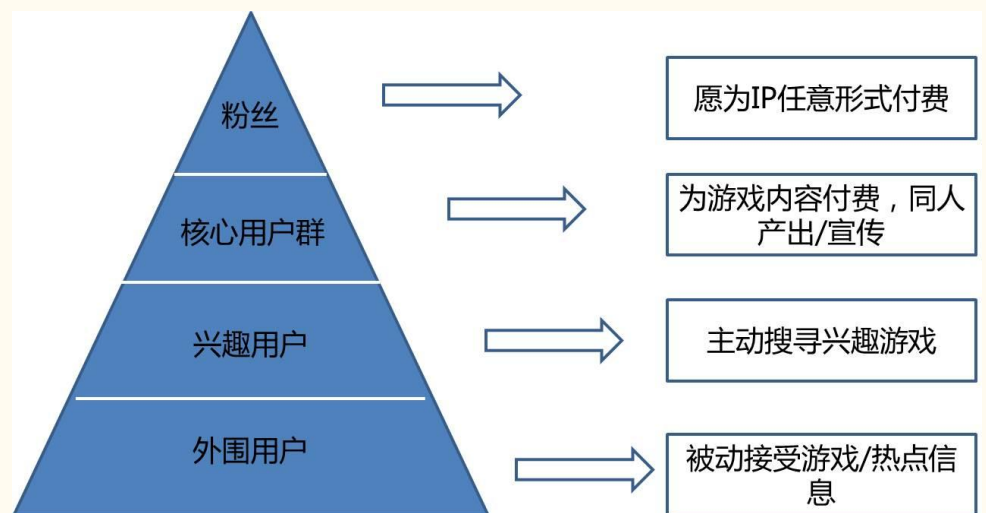 粉丝
愿为IP任意形式付费
核心用户群
为游戏内容付费，同人
产出/宣传
兴趣用户
主动搜寻兴趣游戏
外围用户
被动接受游戏/热点信
息